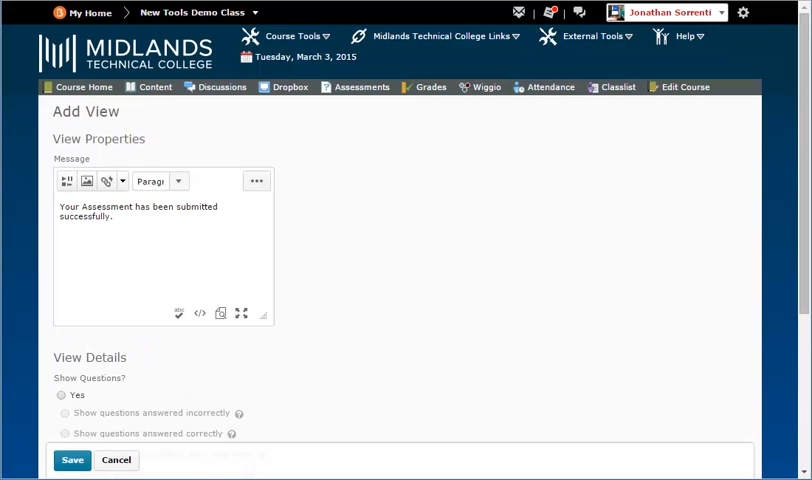 My Home
New Tools Demo Class
Jonathan Sorrenti
MIDLANDS
TECHNICAL COLLEGE
Course Tools
Midlands Technical College Links
External Tools
Help
Tuesday, March 3, 2015
Course Home
Content
Discussions
Dropbox
Assessments
Grades
Wiggio
Attendance
Classlist
Edit Course
Add View
View Properties
Message
Paragr
Your Assessment has been submitted
successfully.
abc
View Details
Show Questions?
Yes
Show questions answered incorrectly
Show questions answered correctly
Save
Cancel